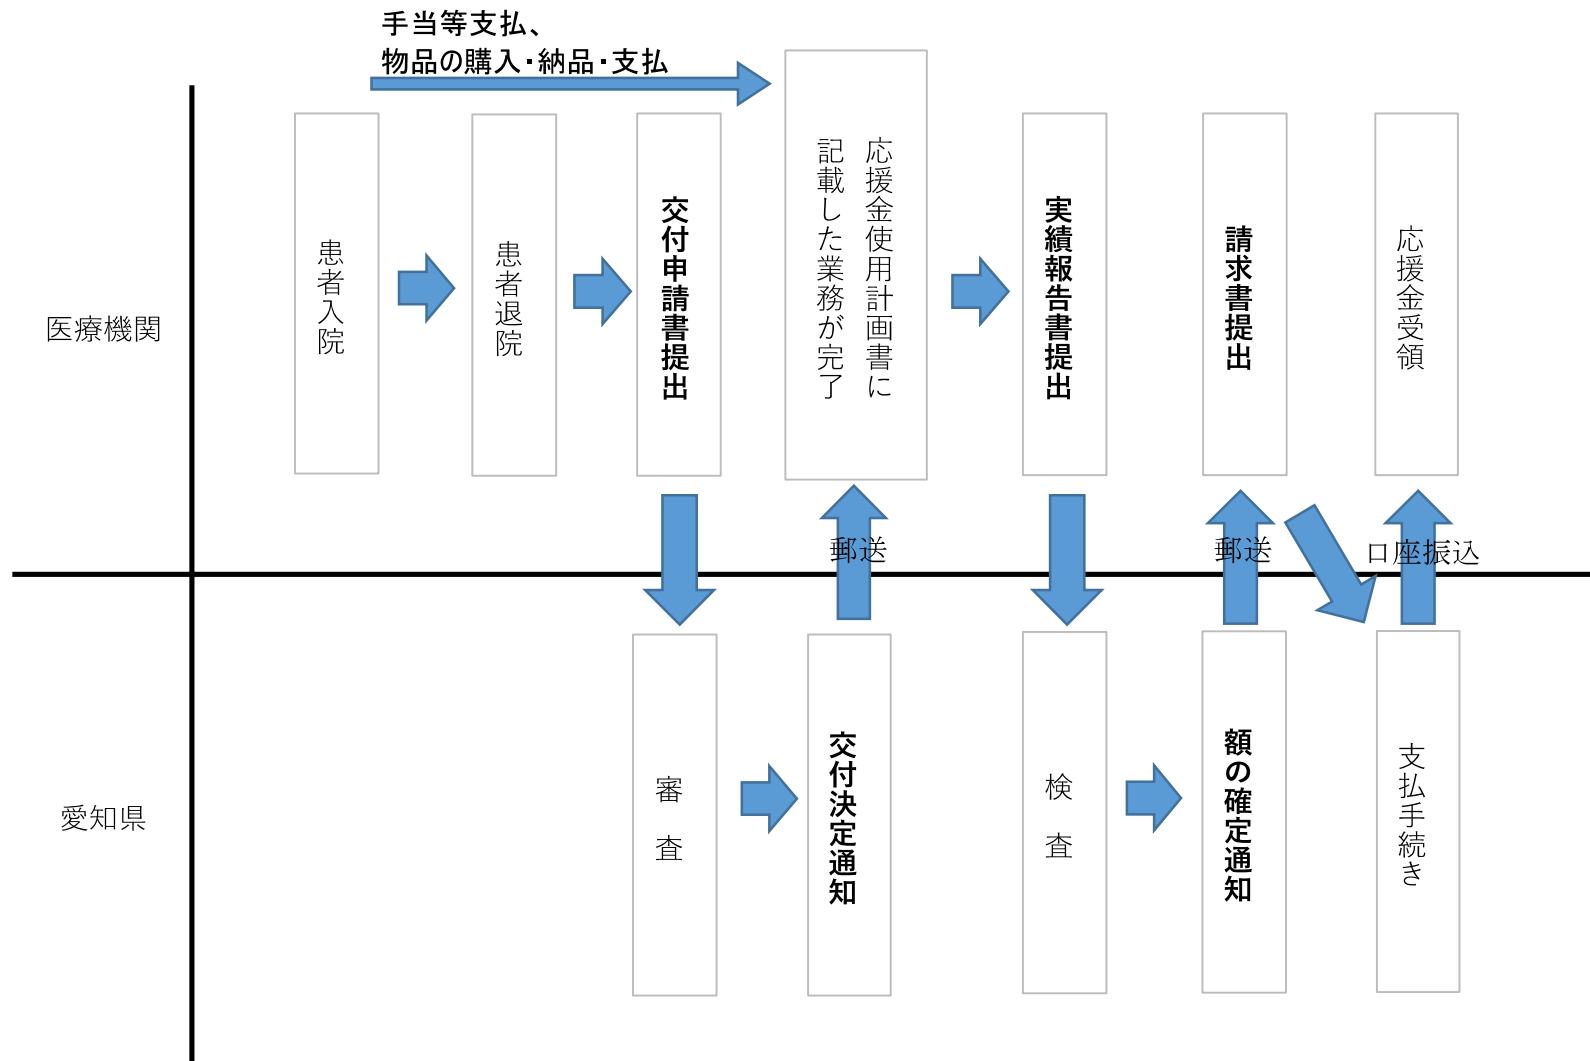 手当等支払、
物品の購入・納品・支払
医療機関
患者入院
患者退院
交付申請書提出
応援金使用計画書に
記載した業務が完了
実績報告書提出
請求書提出
応援金受領
郵送
郵送
口座振込
愛知県
審　査
交付決定通知
検　査
額の確定通知
支払手続き